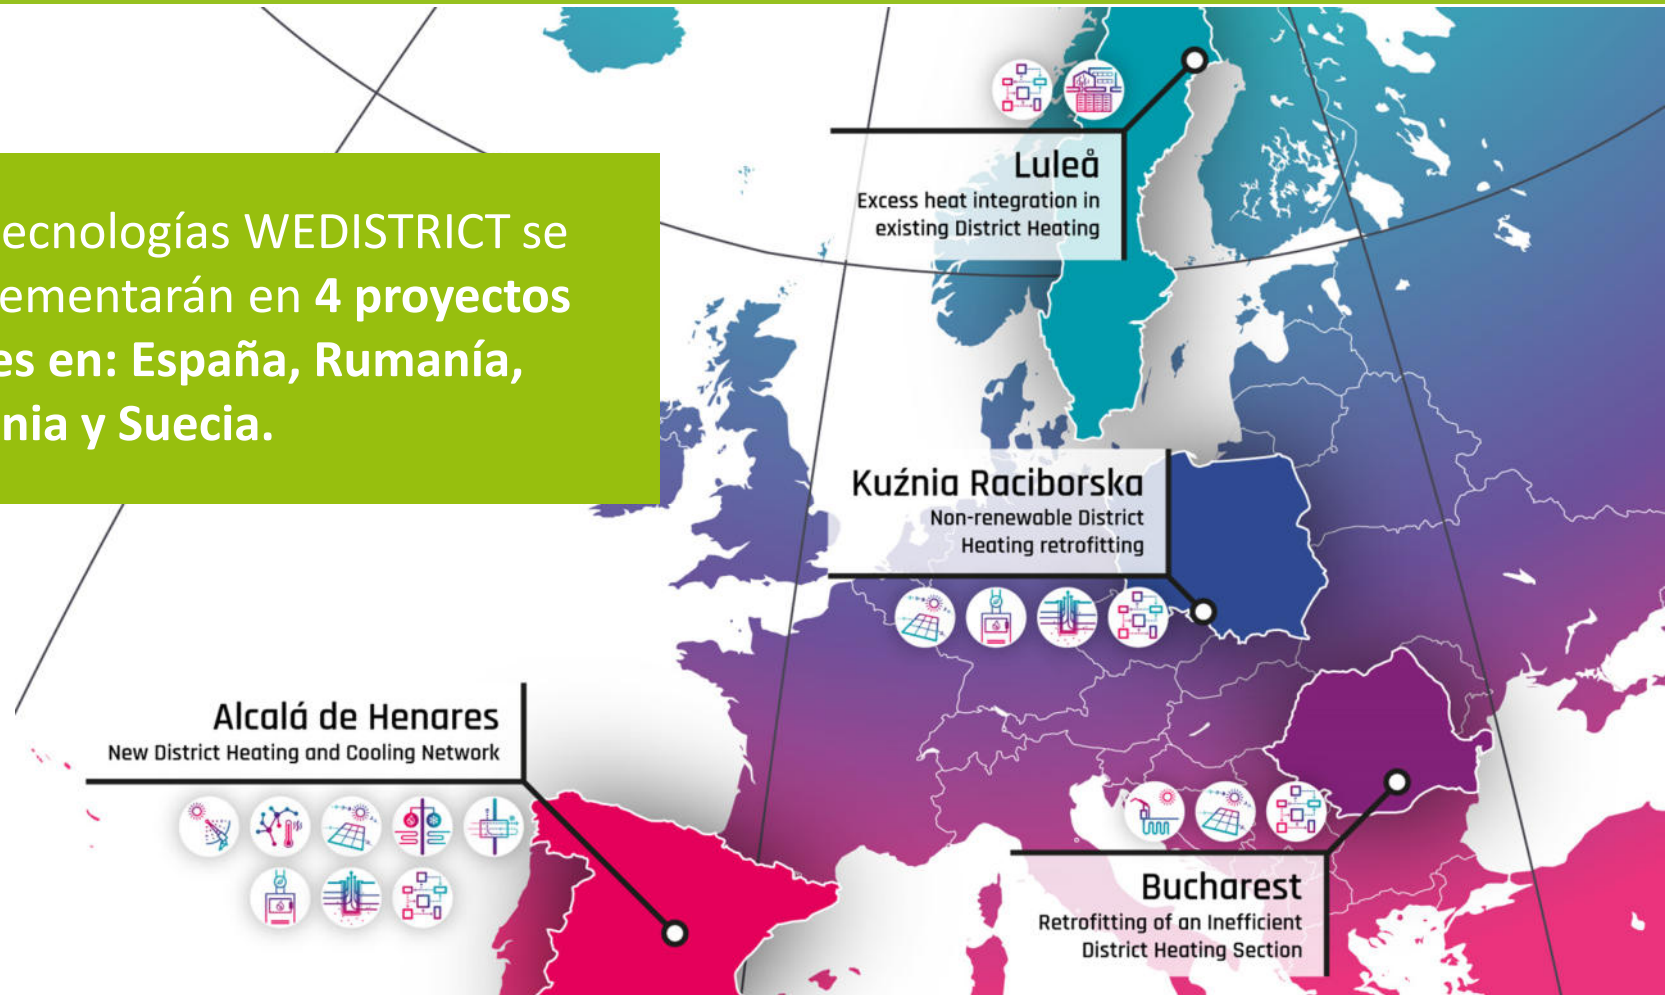 ecnologías WEDISTRICT se
ementarán en 4 proyectos
es en: España, Rumanía,
nia y Suecia.
Luleå
Excess heat integration in
existing District Heating
Kuźnia Raciborska
Non-renewable District
Heating retrofitting
Alcalá de Henares
New District Heating and Cooling Network
Bucharest
Retrofitting of an Inefficient
District Heating Section